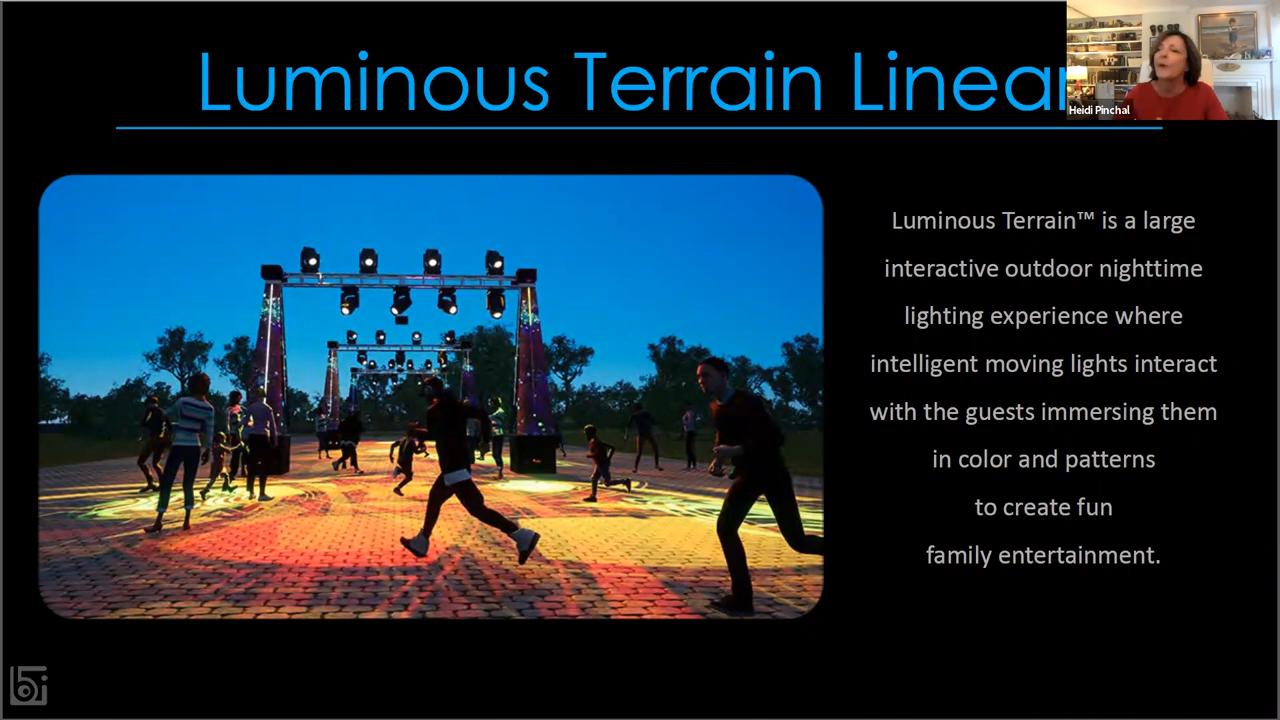 Luminous Terrain Linear
Heidi Pinchal
Luminous Terrain™ is a large
interactive outdoor nighttime
lighting experience where
intelligent moving lights interact
with the guests immersing them
in color and patterns
to create fun
family entertainment.